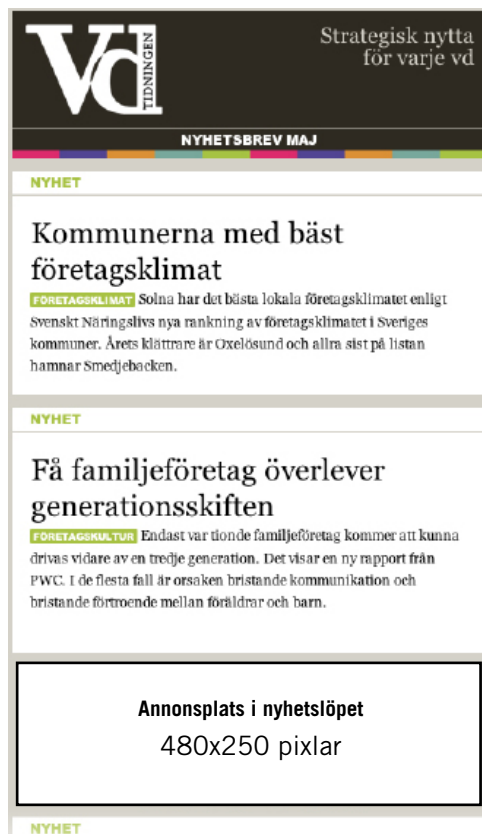 Vd
TIDNINGEN
Strategisk nytta
för varje vd
NYHETSBREV MAJ
NYHET
Kommunerna med bäst
företagsklimat
FÖRETAGSKLIMAT Solna har det bästa lokala företagsklimatet enligt
Svenskt Näringslivs nya rankning av företagsklimatet i Sveriges
kommuner. Årets klättrare är Oxelösund och allra sist på listan
hamnar Smedjebacken.
NYHET
Få familjeföretag överlever
generationsskiften
FÖRETAGSKULTUR Endast var tionde familjeföretag kommer att kunna
drivas vidare av en tredje generation. Det visar en ny rapport från
PWC. I de flesta fall är orsaken bristande kommunikation och
bristande förtroende mellan föräldrar och barn.
Annonsplats i nyhetslöpet
480x250 pixlar
NYHET